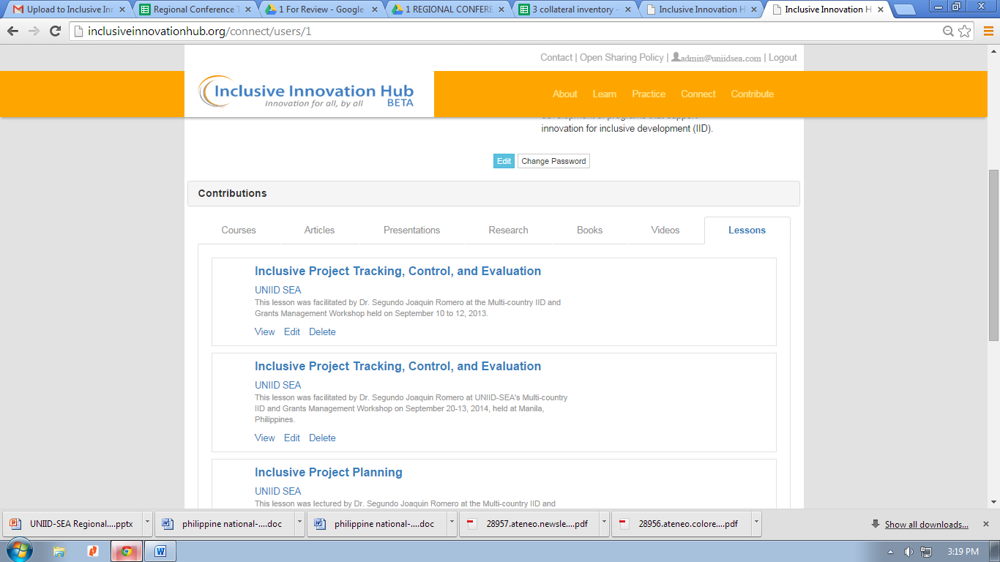 Upload to Inclusive Inn
Regional Conference T
1 For Review - Google
1 REGIONAL CONFERE
3 collateral inventory -
Inclusive Innovation H
Inclusive Innovation H
inclusiveinnovationhub.org/connect/users/1
Contact | Open Sharing Policy | admin@uniidsea.com | Logout
Inclusive Innovation Hub
BETA
Innovation for all, by all
About Learn Practice Connect Contribute
development of programs that support
innovation for inclusive development (IID).
Edit Change Password
Contributions
Courses Articles Presentations Research Books Videos Lessons
Inclusive Project Tracking, Control, and Evaluation
UNIID SEA
This lesson was facilitated by Dr. Segundo Joaquin Romero at the Multi-country IID and
Grants Management Workshop held on September 10 to 12, 2013.
View Edit Delete
Inclusive Project Tracking, Control, and Evaluation
UNIID SEA
This lesson was facilitated by Dr. Segundo Joaquin Romero at UNIID-SEA's Multi-country
IID and Grants Management Workshop on September 20-13, 2014, held at Manila,
Philippines.
View Edit Delete
Inclusive Project Planning
UNIID SEA
This lesson was lectured by Dr. Segundo Joaquin Romero at the Multi-country IID and
UNIID-SEA Regional....pptx
philippine national-....doc
philippine national-....doc
28957.ateneo.newsle....pdf
28956.ateneo.colore....pdf
Show all downloads...
3:19 PM